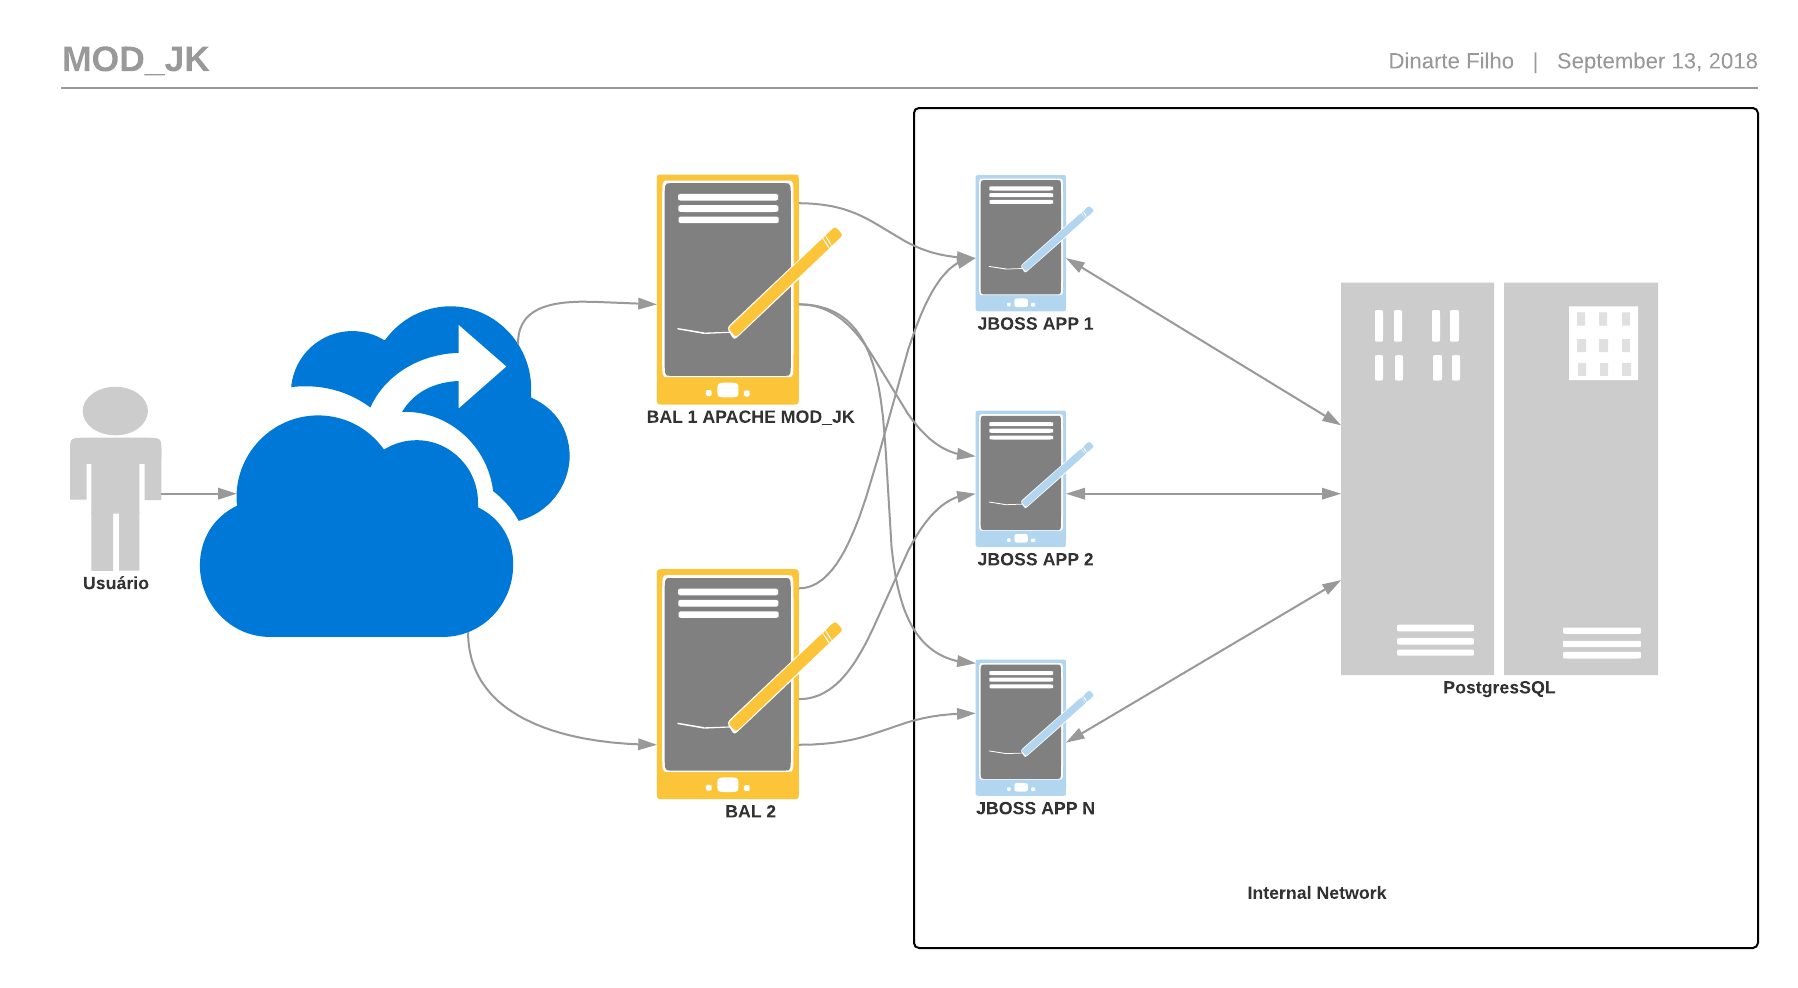 MOD_JK
Dinarte Filho | September 13, 2018
BAL 1 APACHE MOD_JK
JBOSS APP 1
JBOSS APP 2
Usuário
PostgresSQL
BAL 2
JBOSS APP N
Internal Network